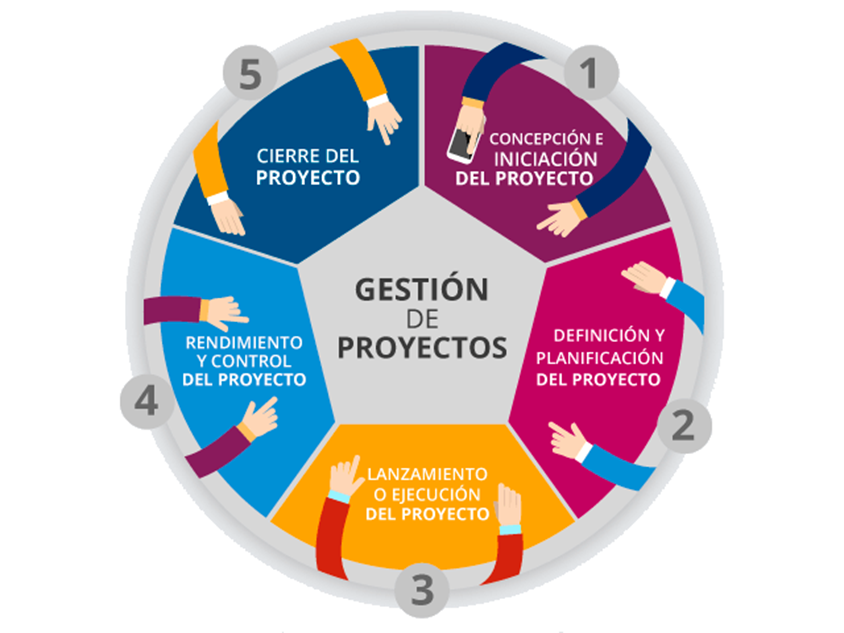 GESTIÓN
DE
PROYECTOS
1
CONCEPCIÓN E
INICIACIÓN
DEL PROYECTO
2
DEFINICIÓN Y
PLANIFICACIÓN
DEL PROYECTO
3
LANZAMIENTO
O EJECUCIÓN
DEL PROYECTO
4
RENDIMIENTO
Y CONTROL
DEL PROYECTO
5
CIERRE DEL
PROYECTO